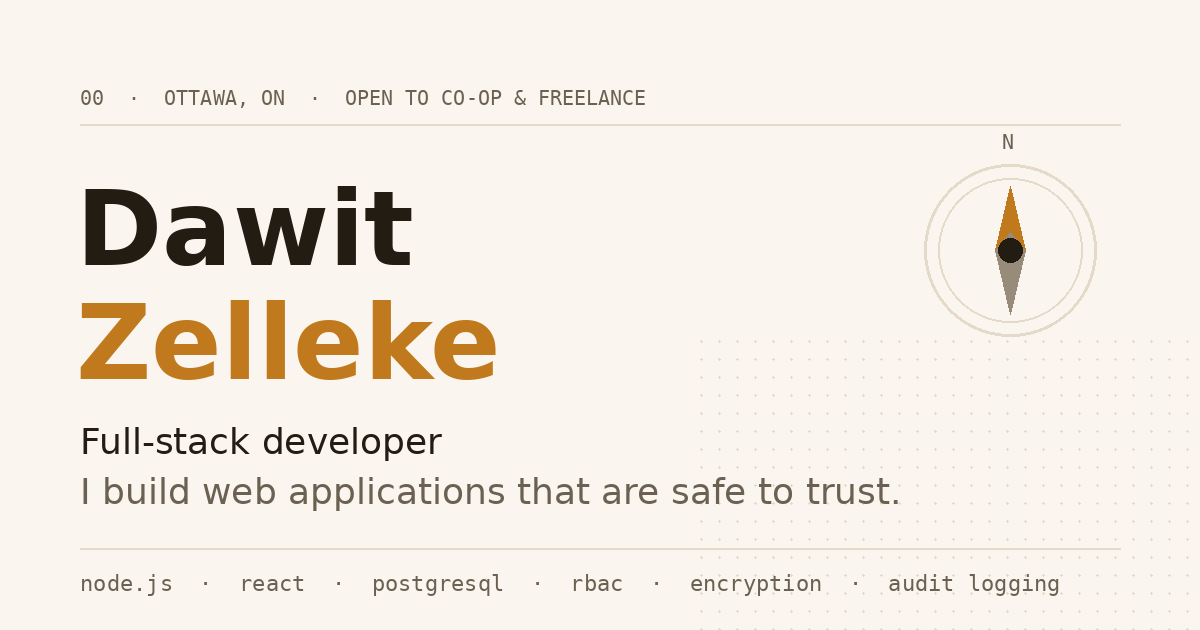 00 · OTTAWA, ON · OPEN TO CO-OP & FREELANCE
N
Dawit
Zelleke
Full-stack developer
I build web applications that are safe to trust.
node.js · react · postgresql · rbac · encryption · audit logging